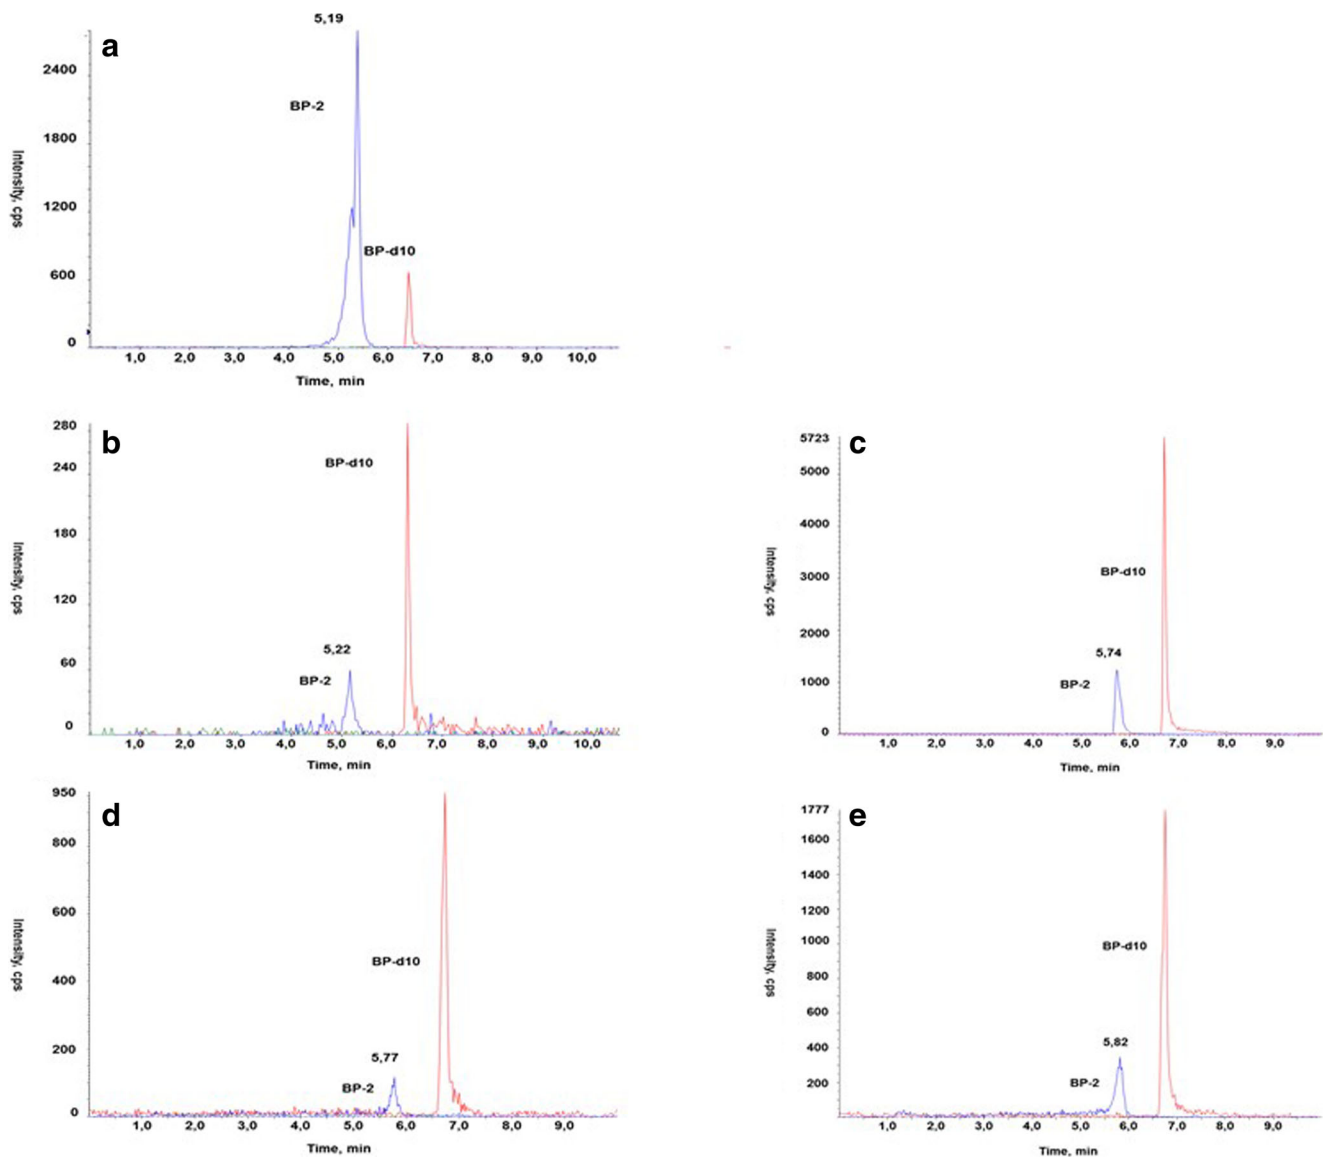 a
5,19
BP-2
BP-d10
Intensity, cps
2400
1800
1200
600
0
1,0 2,0 3,0 4,0 5,0 6,0 7,0 8,0 9,0 10,0
Time, min
b
280
240
180
120
60
0
Intensity, cps
BP-d10
5,22
BP-2
1,0 2,0 3,0 4,0 5,0 6,0 7,0 8,0 9,0 10,0
Time, min
c
5723
5000
4000
3000
2000
1000
0
Intensity, cps
BP-d10
5,74
BP-2
1,0 2,0 3,0 4,0 5,0 6,0 7,0 8,0 9,0
Time, min
d
950
800
600
400
200
0
Intensity, cps
BP-d10
5,77
BP-2
1,0 2,0 3,0 4,0 5,0 6,0 7,0 8,0 9,0
Time, min
e
1777
1600
1400
1200
1000
800
600
400
200
Intensity, cps
BP-d10
5,82
BP-2
1,0 2,0 3,0 4,0 5,0 6,0 7,0 8,0 9,0
Time, min